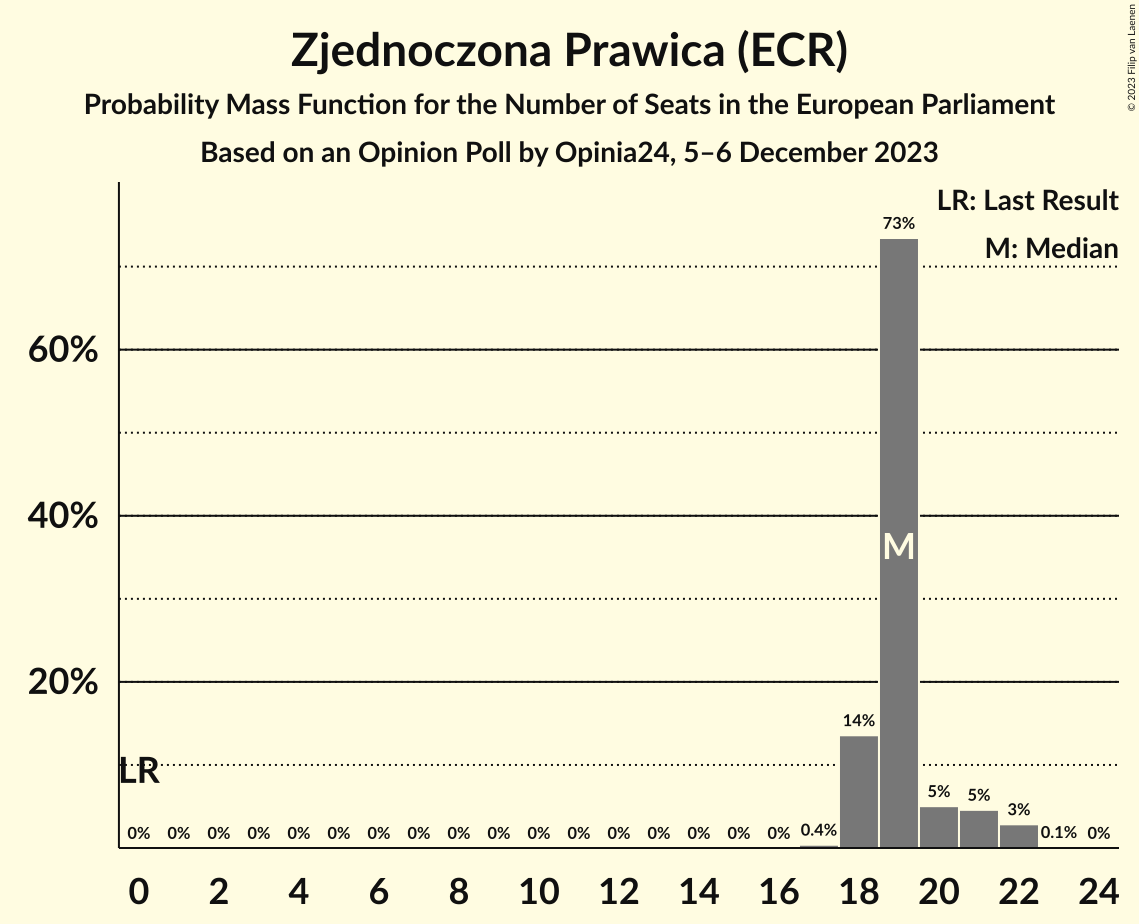 Zjednoczona Prawica (ECR)
Probability Mass Function for the Number of Seats in the European Parliament
Based on an Opinion Poll by Opinia24, 5–6 December 2023
© 2023 Filip van Laenen
LR: Last Result
M: Median
60%
40%
20%
LR
M
0% 0% 0% 0% 0% 0% 0% 0% 0% 0% 0% 0% 0% 0% 0% 0% 0% 0.4% 14% 73% 5% 5% 3% 0.1% 0%
0 2 4 6 8 10 12 14 16 18 20 22 24